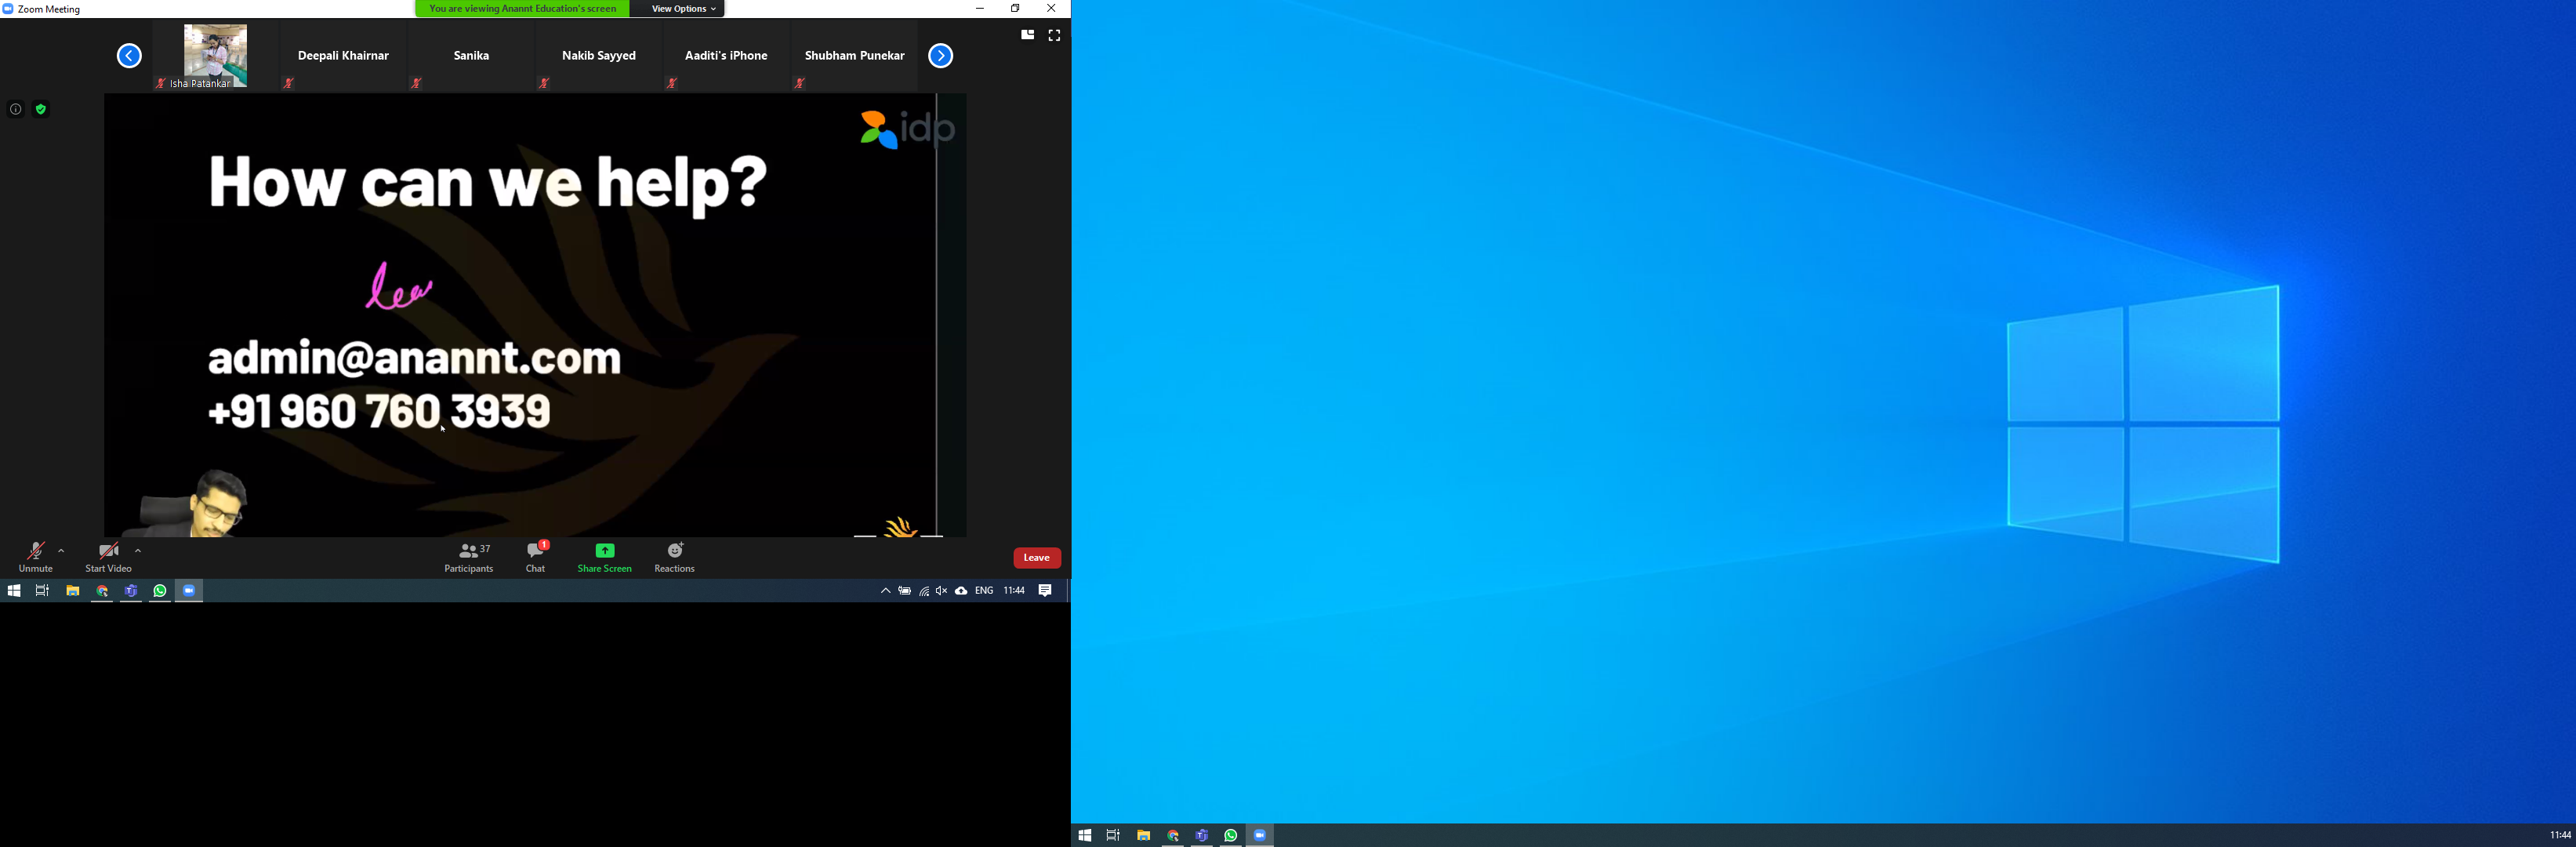 Zoom Meeting
You are viewing Anannt Education's screen View Options
Isha Patankar
Deepali Khairnar
Sanika
Nakib Sayyed
Aaditi's iPhone
Shubham Punekar
idp
How can we help?
lea
admin@anannt.com
+91 960 760 3939
Unmute
Start Video
37
Participants
1
Chat
Share Screen
Reactions
Leave
ENG 11:44
11:44